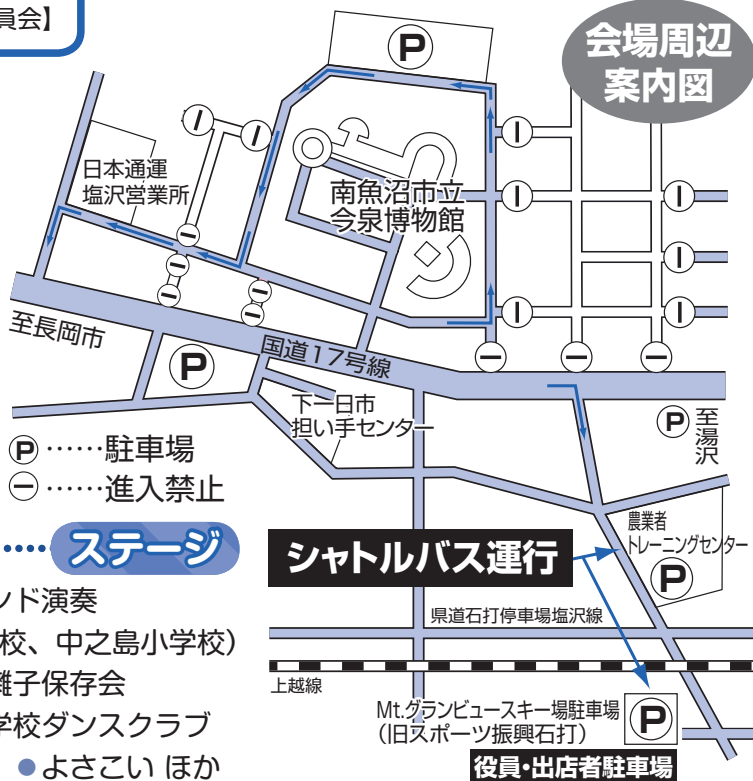 員会】
会場周辺
案内図
P
日本通運
塩沢営業所
南魚沼市立
今泉博物館
至長岡市
国道17号線
P
下一日市
担い手センター
P
至湯沢
P……駐車場
……進入禁止
農業者
トレーニングセンター
P
ステージ
シャトルバス運行
ンド演奏
校、中之島小学校)
県道石打停車場塩沢線
難子保存会
上越線
学校ダンスクラブ
Mt.グランビュースキー場駐車場
(旧スポーツ振興石打)
P
●よさこい ほか
役員・出店者駐車場